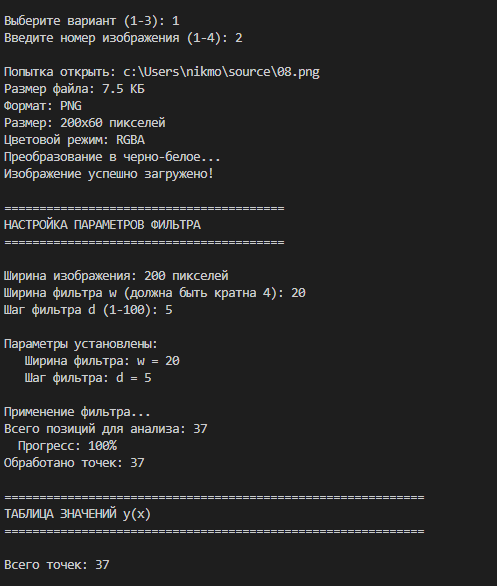 Выберите вариант (1-3): 1
Введите номер изображения (1-4): 2
Попытка открыть: c:\Users\nikmo\source\08.png
Размер файла: 7.5 КБ
Формат: PNG
Размер: 200x60 пикселей
Цветовой режим: RGBA
Преобразование в черно-белое...
Изображение успешно загружено!
========================================
НАСТРОЙКА ПАРАМЕТРОВ ФИЛЬТРА
========================================
Ширина изображения: 200 пикселей
Ширина фильтра w (должна быть кратна 4): 20
Шаг фильтра d (1-100): 5
Параметры установлены:
Ширина фильтра: w = 20
Шаг фильтра: d = 5
Применение фильтра...
Всего позиций для анализа: 37
Прогресс: 100%
Обработано точек: 37
============================================================
ТАБЛИЦА ЗНАЧЕНИЙ y(x)
============================================================
Всего точек: 37